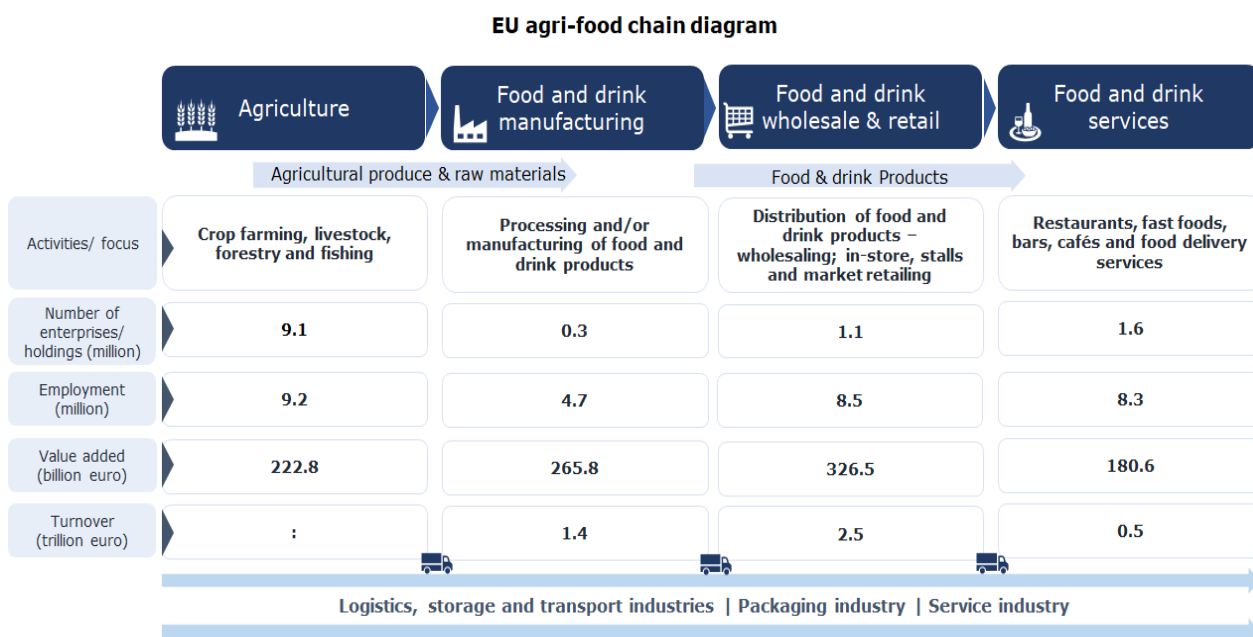 EU agri-food chain diagram
Agriculture
Food and drink
manufacturing
Food and drink
wholesale & retail
Food and drink
services
Agricultural produce & raw materials
Food & drink Products
Activities/ focus
Crop farming, livestock,
forestry and fishing
Processing and/or
manufacturing of food and
drink products
Distribution of food and
drink products –
wholesaling; in-store, stalls
and market retailing
Restaurants, fast foods,
bars, cafés and food delivery
services
Number of
enterprises/
holdings (million)
9.1
0.3
1.1
1.6
Employment
(million)
9.2
4.7
8.5
8.3
Value added
(billion euro)
222.8
265.8
326.5
180.6
Turnover
(trillion euro)
:
1.4
2.5
0.5
Logistics, storage and transport industries | Packaging industry | Service industry